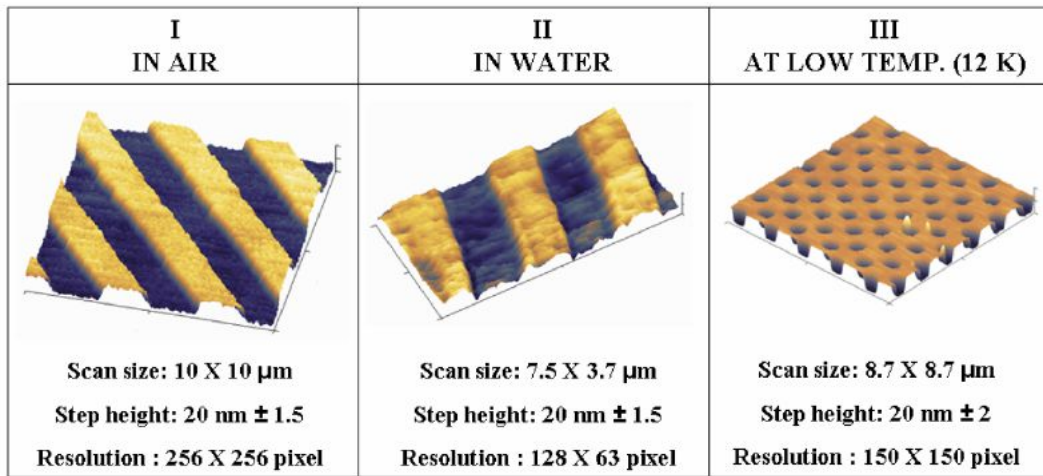 I
IN AIR
II
IN WATER
III
AT LOW TEMP. (12 K)
Scan size: 10 X 10 µm
Step height: 20 nm ± 1.5
Resolution : 256 X 256 pixel
Scan size: 7.5 X 3.7 µm
Step height: 20 nm ± 1.5
Resolution : 128 X 63 pixel
Scan size: 8.7 X 8.7 µm
Step height: 20 nm ± 2
Resolution : 150 X 150 pixel